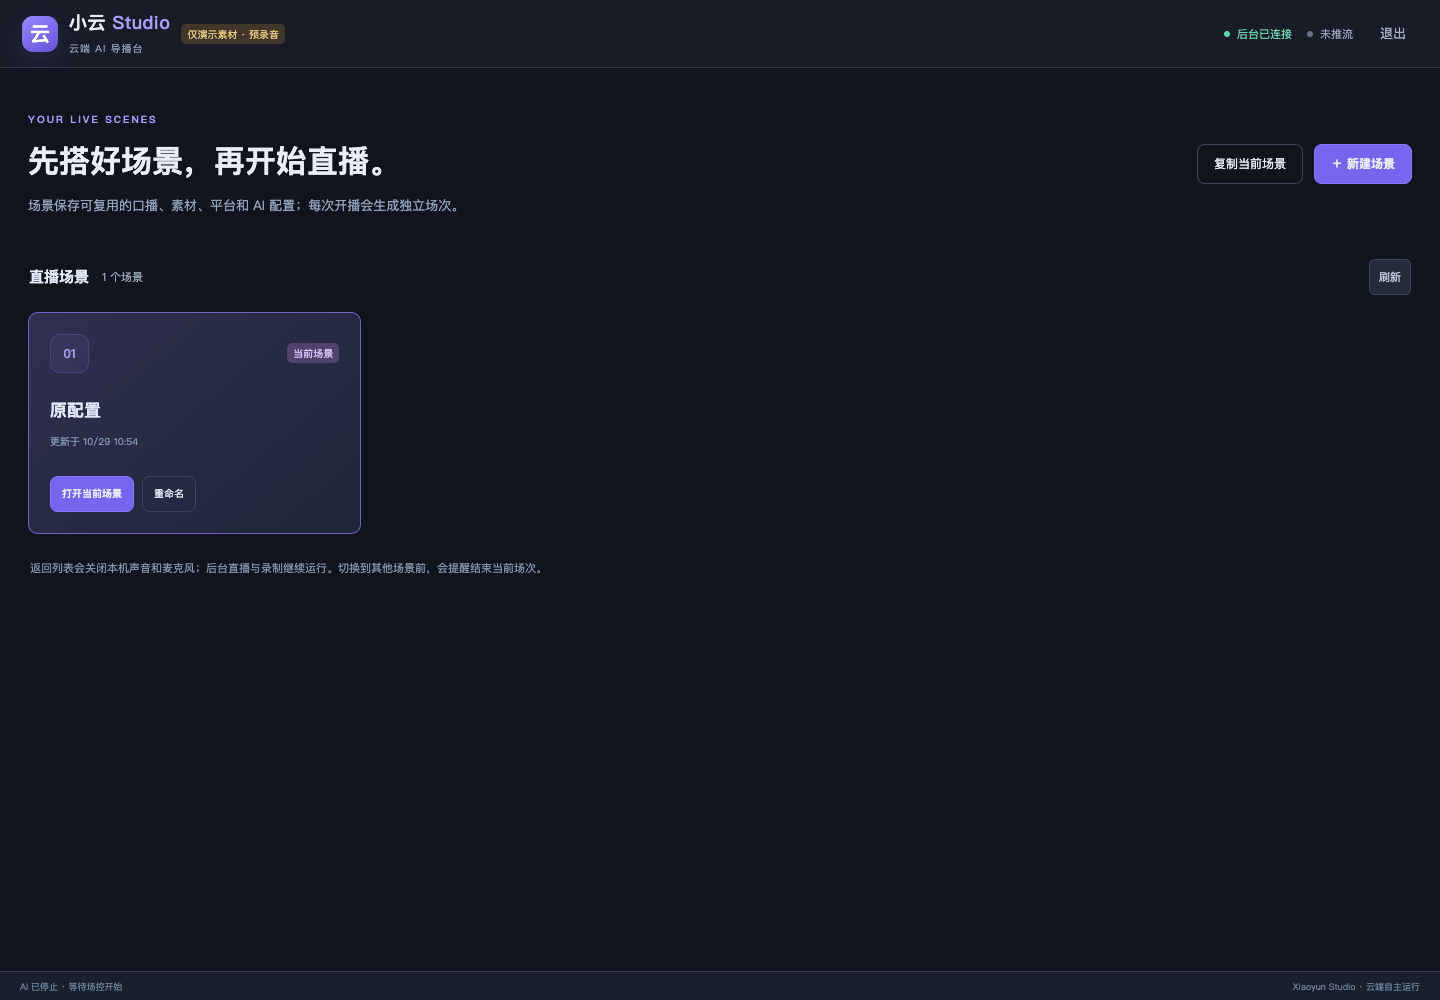 云
小云 Studio
云端 AI 导播台
仅演示素材 · 预录音
后台已连接
未推流
退出
YOUR LIVE SCENES
先搭好场景，再开始直播。
场景保存可复用的口播、素材、平台和 AI 配置；每次开播会生成独立场次。
复制当前场景
+ 新建场景
直播场景
1 个场景
刷新
01
当前场景
原配置
更新于 10/29 10:54
打开当前场景
重命名
返回列表会关闭本机声音和麦克风；后台直播与录制继续运行。切换到其他场景前，会提醒结束当前场次。
AI 已停止 · 等待场控开始
Xiaoyun Studio · 云端自主运行